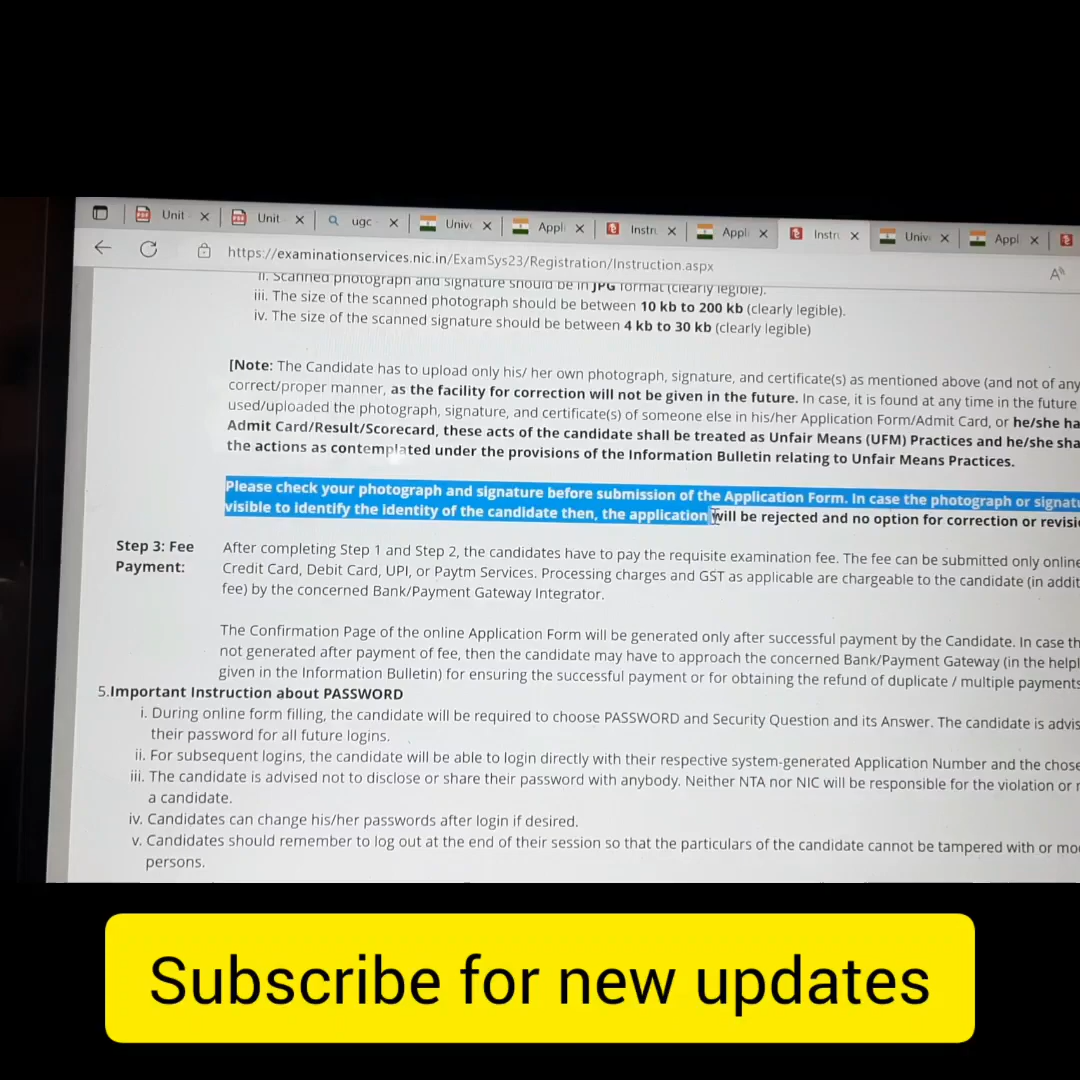 Unit
Unit
ugc
Unive
Appli
Instru
Appli
Instru
Univ
Appl
https://examinationservices.nic.in/ExamSys23/Registration/Instruction.aspx
ii. Scanned photograph and signature should be in JPG format (clearly legible).
iii. The size of the scanned photograph should be between 10 kb to 200 kb (clearly legible).
iv. The size of the scanned signature should be between 4 kb to 30 kb (clearly legible)
[Note: The Candidate has to upload only his/ her own photograph, signature, and certificate(s) as mentioned above (and not of any
correct/proper manner, as the facility for correction will not be given in the future. In case, it is found at any time in the future
used/uploaded the photograph, signature, and certificate(s) of someone else in his/her Application Form/Admit Card, or he/she ha
Admit Card/Result/Scorecard, these acts of the candidate shall be treated as Unfair Means (UFM) Practices and he/she sha
the actions as contemplated under the provisions of the Information Bulletin relating to Unfair Means Practices.
Please check your photograph and signature before submission of the Application Form. In case the photograph or signatu
visible to identify the identity of the candidate then, the application will be rejected and no option for correction or revisi
Step 3: Fee
Payment:
After completing Step 1 and Step 2, the candidates have to pay the requisite examination fee. The fee can be submitted only online
Credit Card, Debit Card, UPI, or Paytm Services. Processing charges and GST as applicable are chargeable to the candidate (in addit
fee) by the concerned Bank/Payment Gateway Integrator.
The Confirmation Page of the online Application Form will be generated only after successful payment by the Candidate. In case th
not generated after payment of fee, then the candidate may have to approach the concerned Bank/Payment Gateway (in the helpl
given in the Information Bulletin) for ensuring the successful payment or for obtaining the refund of duplicate / multiple payments
5.Important Instruction about PASSWORD
i. During online form filling, the candidate will be required to choose PASSWORD and Security Question and its Answer. The candidate is advis
their password for all future logins.
ii. For subsequent logins, the candidate will be able to login directly with their respective system-generated Application Number and the chose
iii. The candidate is advised not to disclose or share their password with anybody. Neither NTA nor NIC will be responsible for the violation or m
a candidate.
iv. Candidates can change his/her passwords after login if desired.
v. Candidates should remember to log out at the end of their session so that the particulars of the candidate cannot be tampered with or mo
persons.
Subscribe for new updates